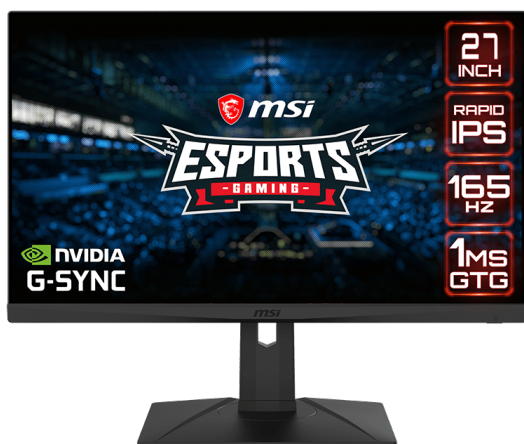 msi
ESPORTS
- GAMING -
NVIDIA
G-SYNC
27
INCH
RAPID
IPS
165
HZ
1MS
GTG
msi